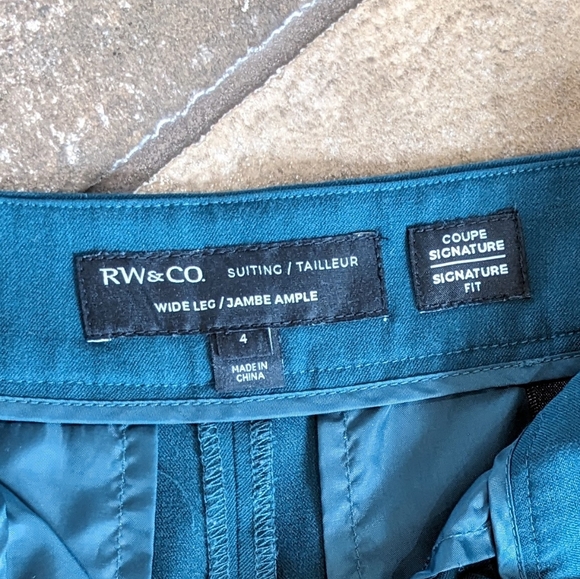 RW&CO. SUITING / TAILLEUR
WIDE LEG / JAMBE AMPLE
4
MADE IN
CHINA
COUPE
SIGNATURE
SIGNATURE
FIT